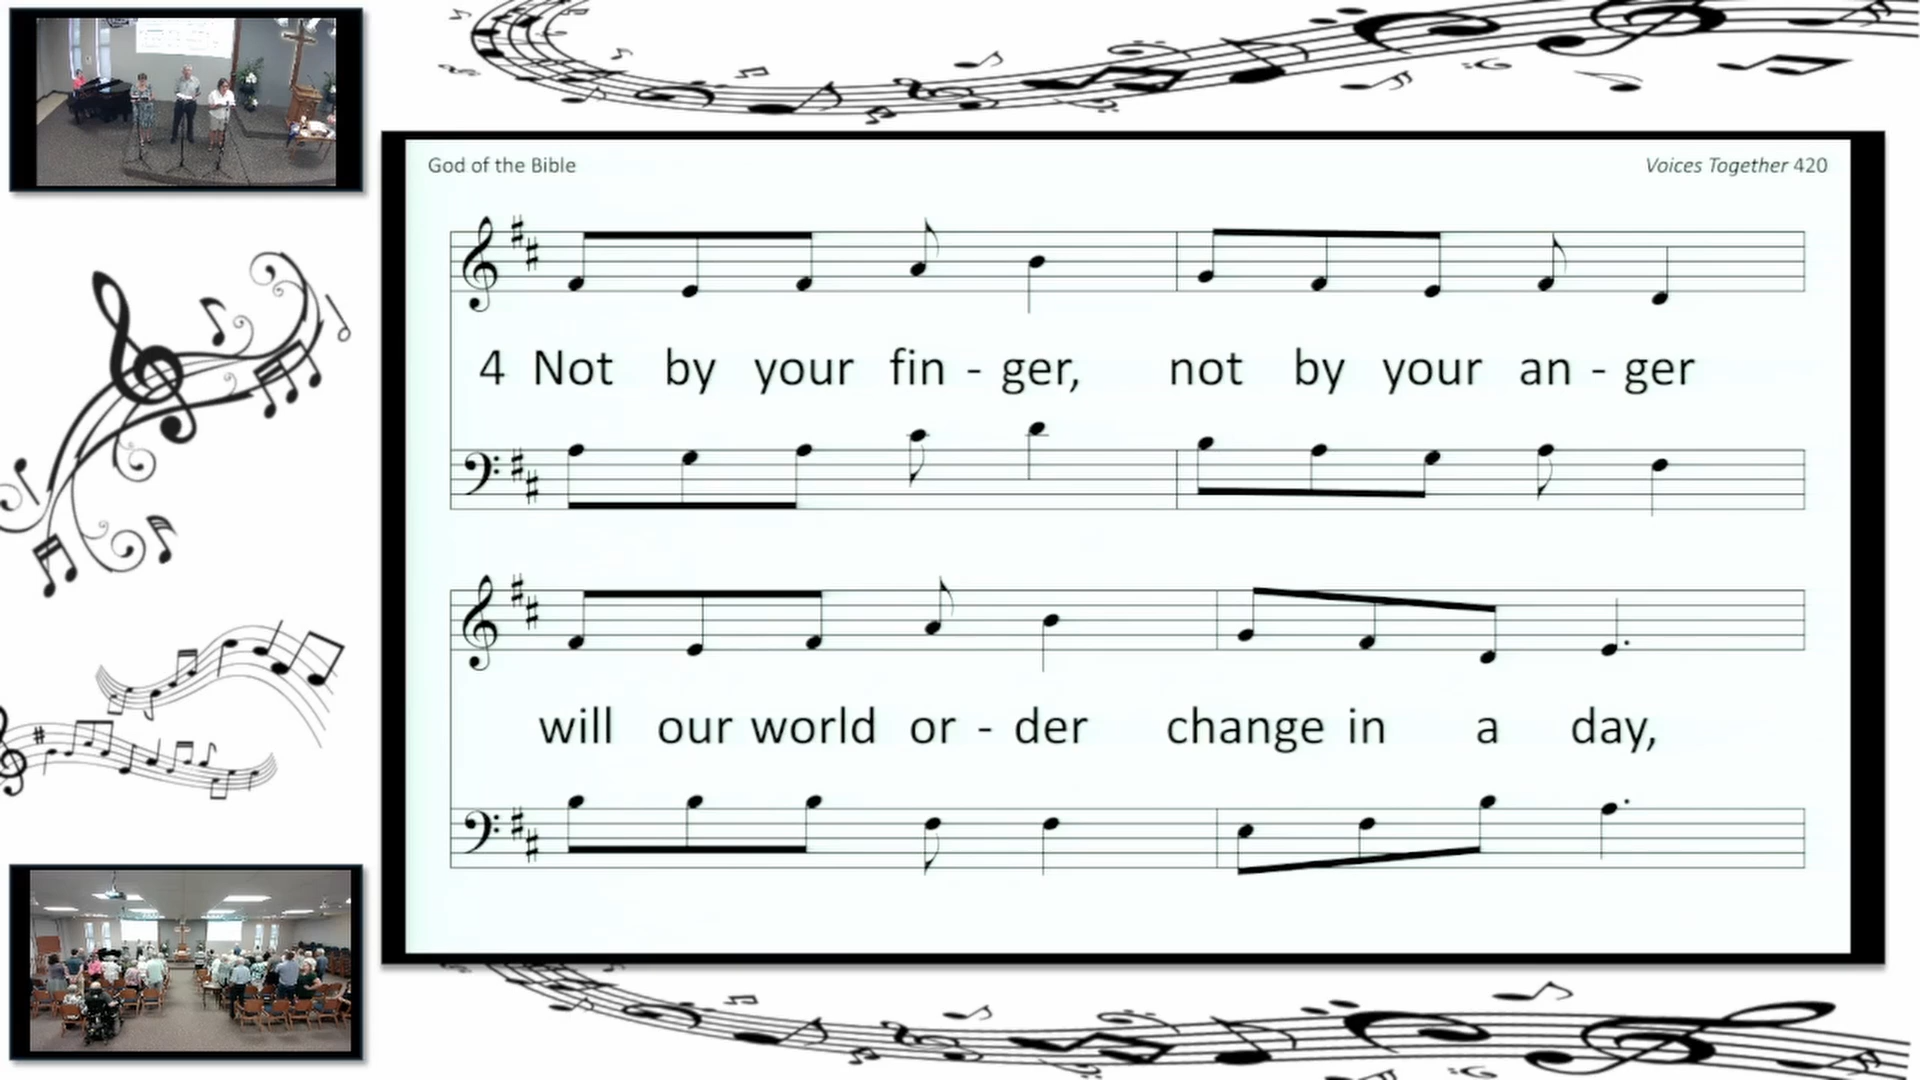 God of the Bible
Voices Together 420
4 Not by your fin - ger, not by your an - ger
will our world or - der change in a day,